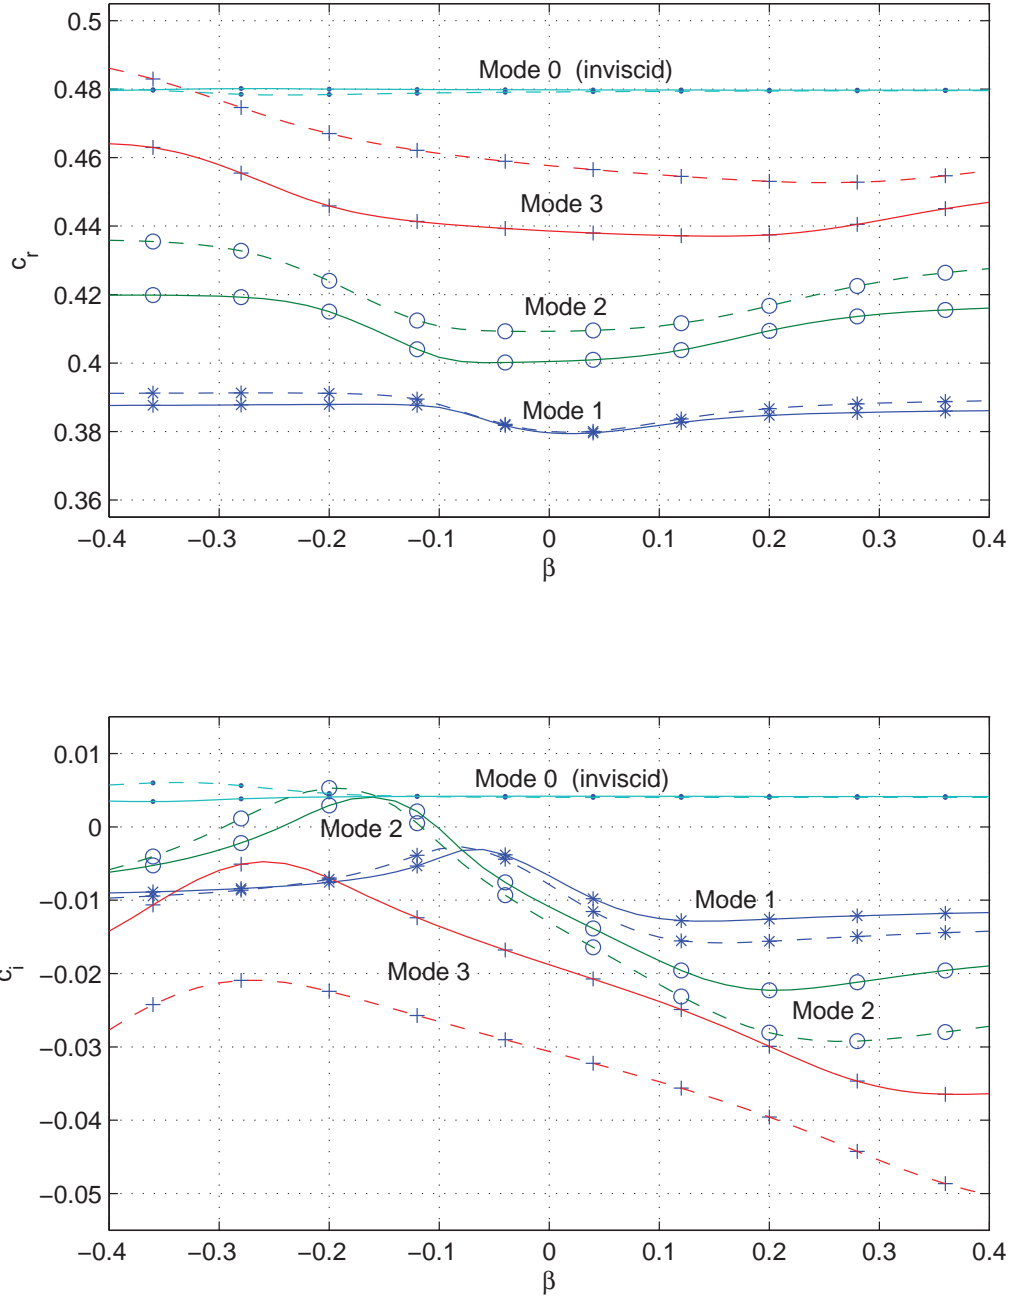 0.5
Mode 0 (inviscid)
0.48
0.46
Mode 3
0.44
c_r
0.42
Mode 2
0.4
Mode 1
0.38
0.36
−0.4 −0.3 −0.2 −0.1 0 0.1 0.2 0.3 0.4
β
0.01
Mode 0 (inviscid)
0
Mode 2
Mode 1
−0.01
Mode 3
c_i
−0.02
Mode 2
−0.03
−0.04
−0.05
−0.4 −0.3 −0.2 −0.1 0 0.1 0.2 0.3 0.4
β